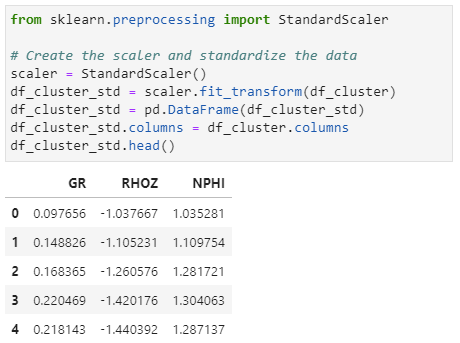 from sklearn.preprocessing import StandardScaler
# Create the scaler and standardize the data
scaler = StandardScaler()
df_cluster_std = scaler.fit_transform(df_cluster)
df_cluster_std = pd.DataFrame(df_cluster_std)
df_cluster_std.columns = df_cluster.columns
df_cluster_std.head()
GR RHOZ NPHI
0 0.097656 -1.037667 1.035281
1 0.148826 -1.105231 1.109754
2 0.168365 -1.260576 1.281721
3 0.220469 -1.420176 1.304063
4 0.218143 -1.440392 1.287137